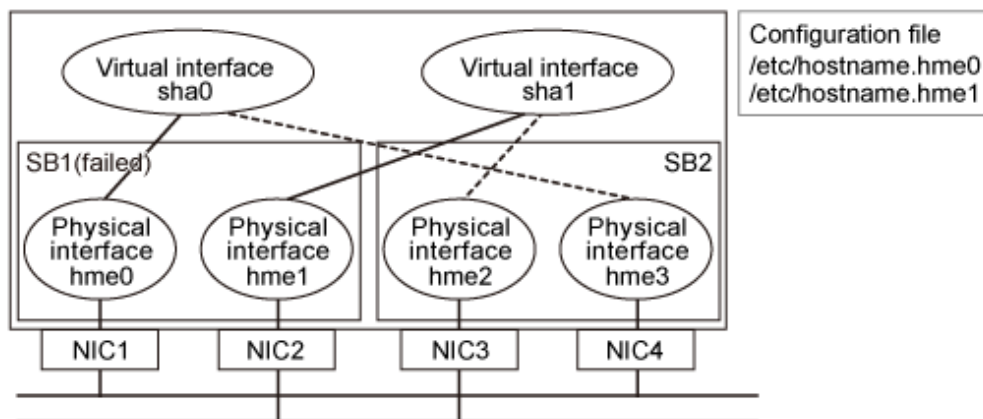 Virtual interface
sha0
Virtual interface
sha1
Configuration file
/etc/hostname.hme0
/etc/hostname.hme1
SB1(failed)
SB2
Physical
interface
hme0
Physical
interface
hme1
Physical
interface
hme2
Physical
interface
hme3
NIC1
NIC2
NIC3
NIC4